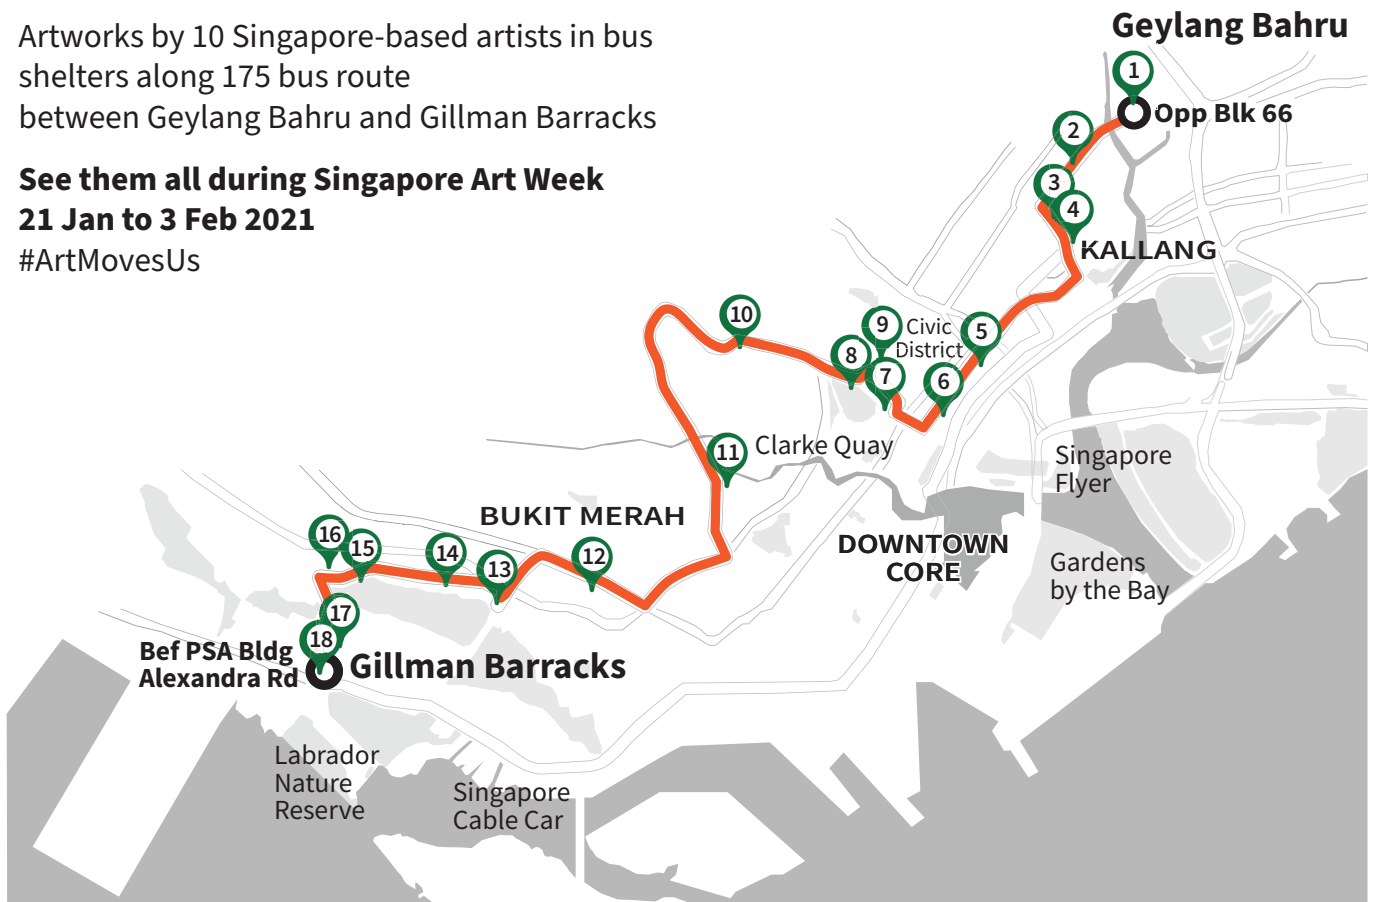 Artworks by 10 Singapore-based artists in bus
shelters along 175 bus route
between Geylang Bahru and Gillman Barracks
See them all during Singapore Art Week
21 Jan to 3 Feb 2021
#ArtMovesUs
Geylang Bahru
1
Opp Blk 66
2
3
4
KALLANG
5
6
7
8
9
Civic
District
10
11
Clarke Quay
Singapore
Flyer
DOWNTOWN
CORE
Gardens
by the Bay
BUKIT MERAH
12
13
14
15
16
17
18
Bef PSA Bldg
Alexandra Rd
Gillman Barracks
Labrador
Nature
Reserve
Singapore
Cable Car